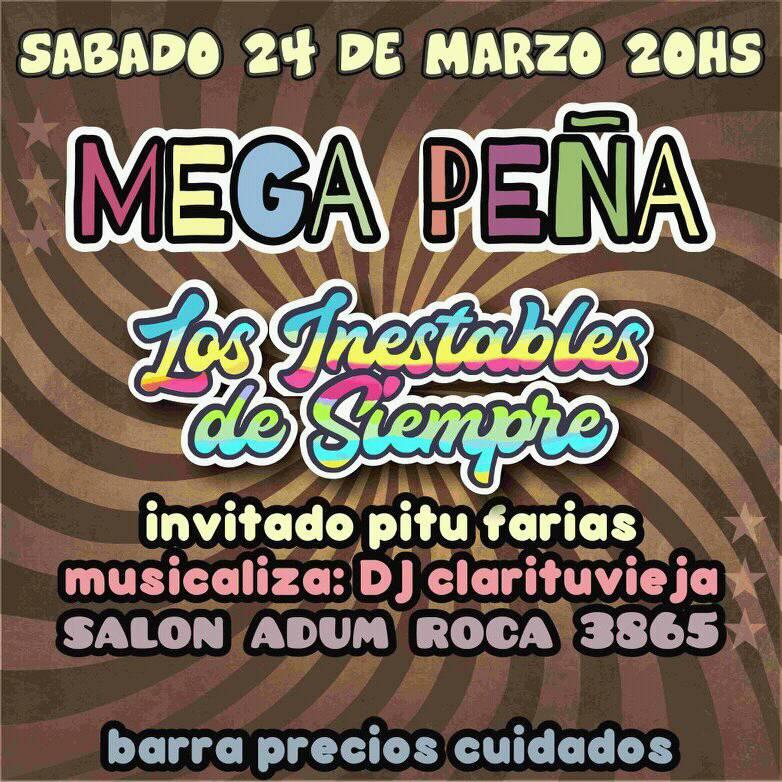 SABADO 24 DE MARZO 20HS
MEGA PEÑA
Los Inestables
de Siempre
invitado pitu farias
musicaliza: DJ clarituvieja
SALON ADUM ROCA 3865
barra precios cuidados